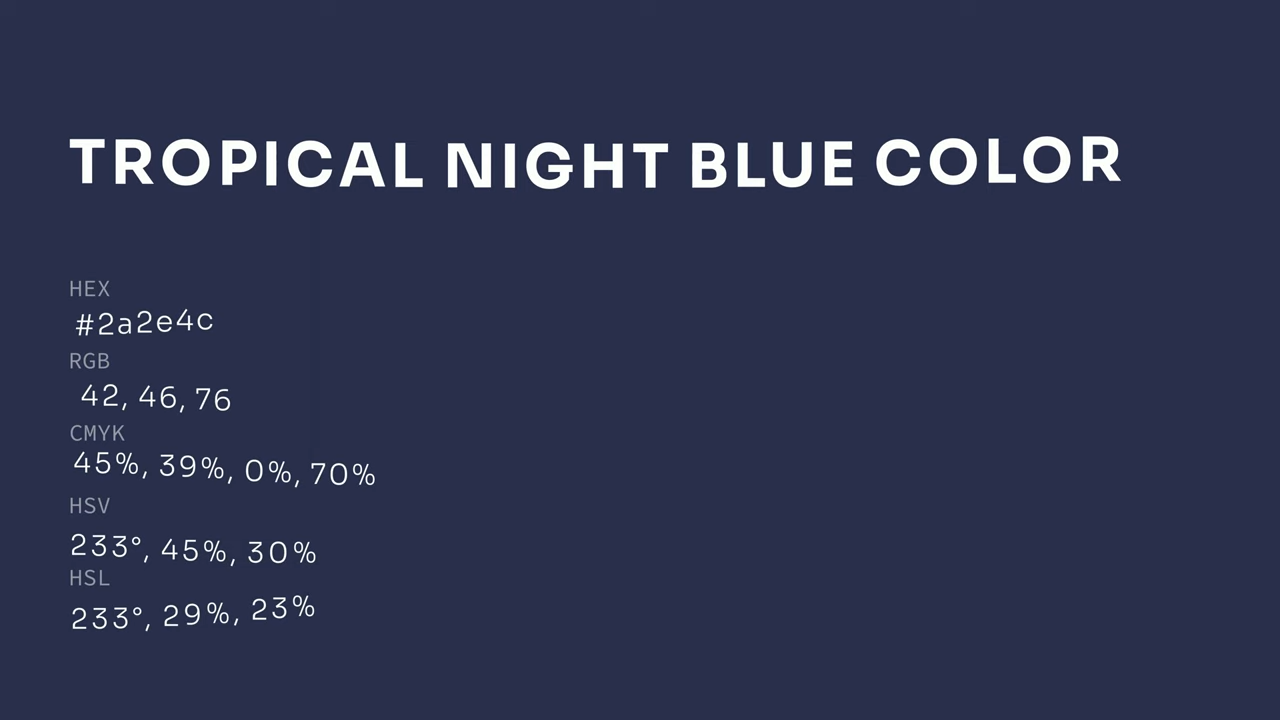 TROPICAL NIGHT BLUE COLOR
HEX
#2a2e4c
RGB
42, 46, 76
CMYK
45%, 39%, 0%, 70%
HSV
233°, 45%, 30%
HSL
233°, 29%, 23%